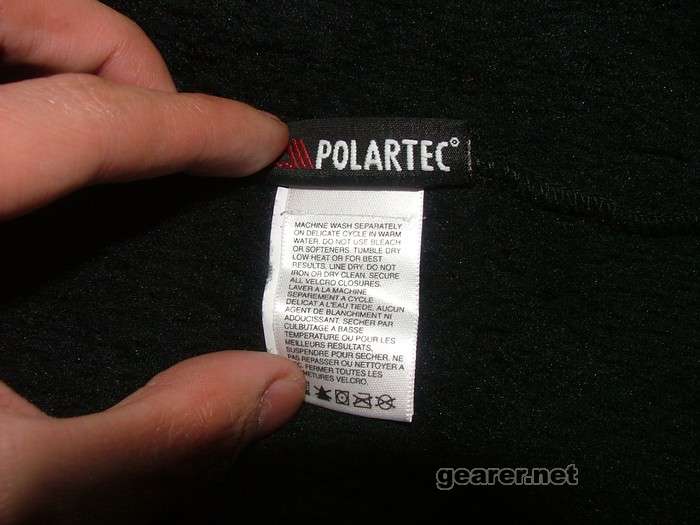 POLARTEC®
MACHINE WASH SEPARATELY
ON DELICATE CYCLE IN WARM
WATER. DO NOT USE BLEACH
OR SOFTENERS. TUMBLE DRY
LOW HEAT OR FOR BEST
RESULTS, LINE DRY. DO NOT
IRON OR DRY CLEAN. SECURE
ALL VELCRO CLOSURES.
LAVER A LA MACHINE
SEPAREMENT A CYCLE
DELICAT A L'EAU TIEDE, AUCUN
AGENT DE BLANCHIMENT NI
ADOUCISSANT. SECHER PAR
CULBUTAGE A BASSE
TEMPERATURE OU POUR LES
MEILLEURS RESULTATS,
SUSPENDRE POUR SECHER. NE
PAS REPASSER OU NETTOYER A
FERMER TOUTES LES
VELCRO.
gearer.net